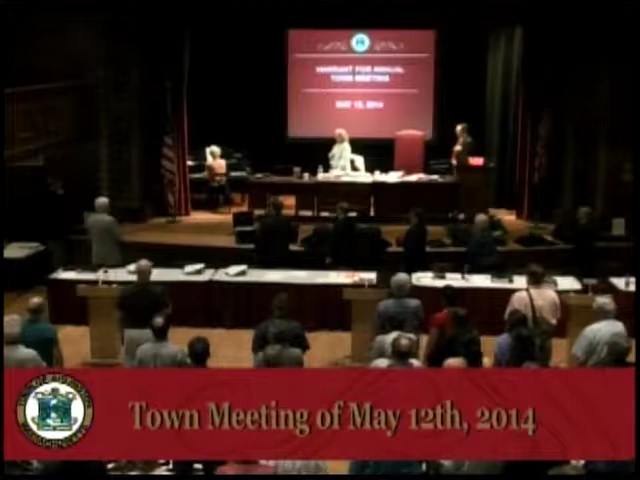 WARRANT FOR ANNUAL
TOWN MEETING
MAY 12, 2014
Town Meeting of May 12th, 2014